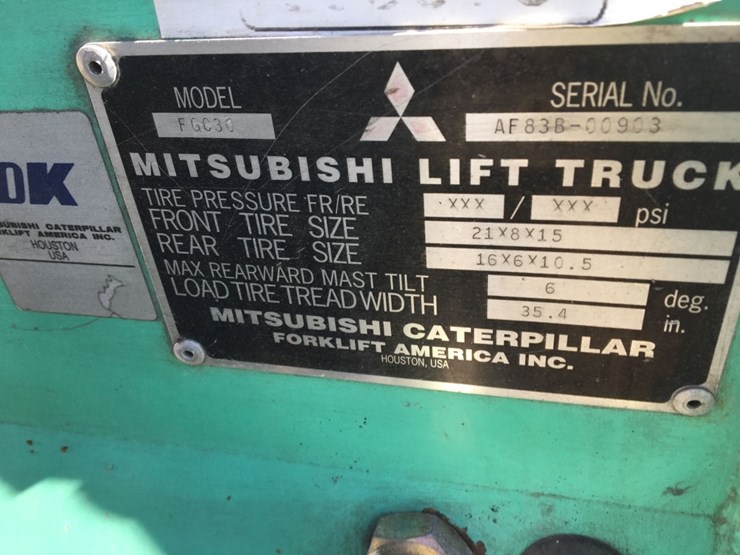 MODEL
FGC30
SERIAL No.
AF83B-00903
MITSUBISHI LIFT TRUCK
TIRE PRESSURE FR/RE XXX / XXX psi
FRONT TIRE SIZE 21X8X15
REAR TIRE SIZE 16X6X10.5
MAX REARWARD MAST TILT 6 deg.
LOAD TIRE TREAD WIDTH 35.4 in.
MITSUBISHI CATERPILLAR
FORKLIFT AMERICA INC.
HOUSTON, USA
OK
UBISHI CATERPILLAR
KLIFT AMERICA INC.
HOUSTON
USA